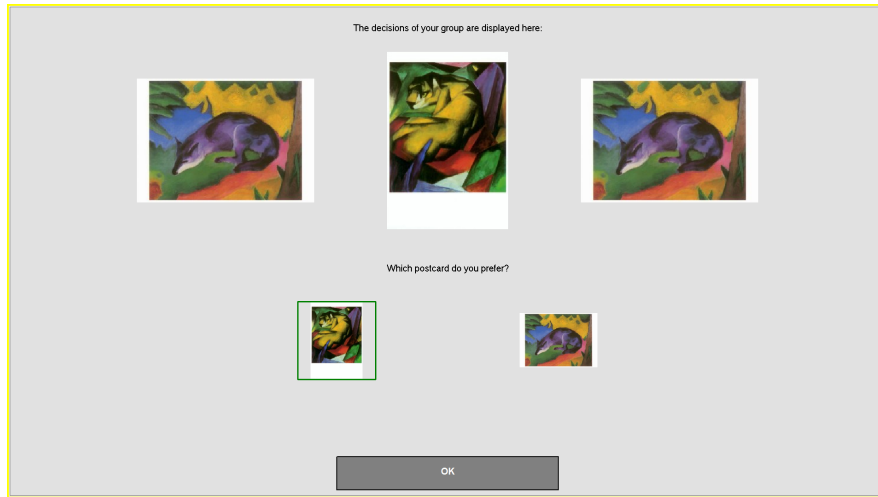 The decisions of your group are displayed here:
Which postcard do you prefer?
OK